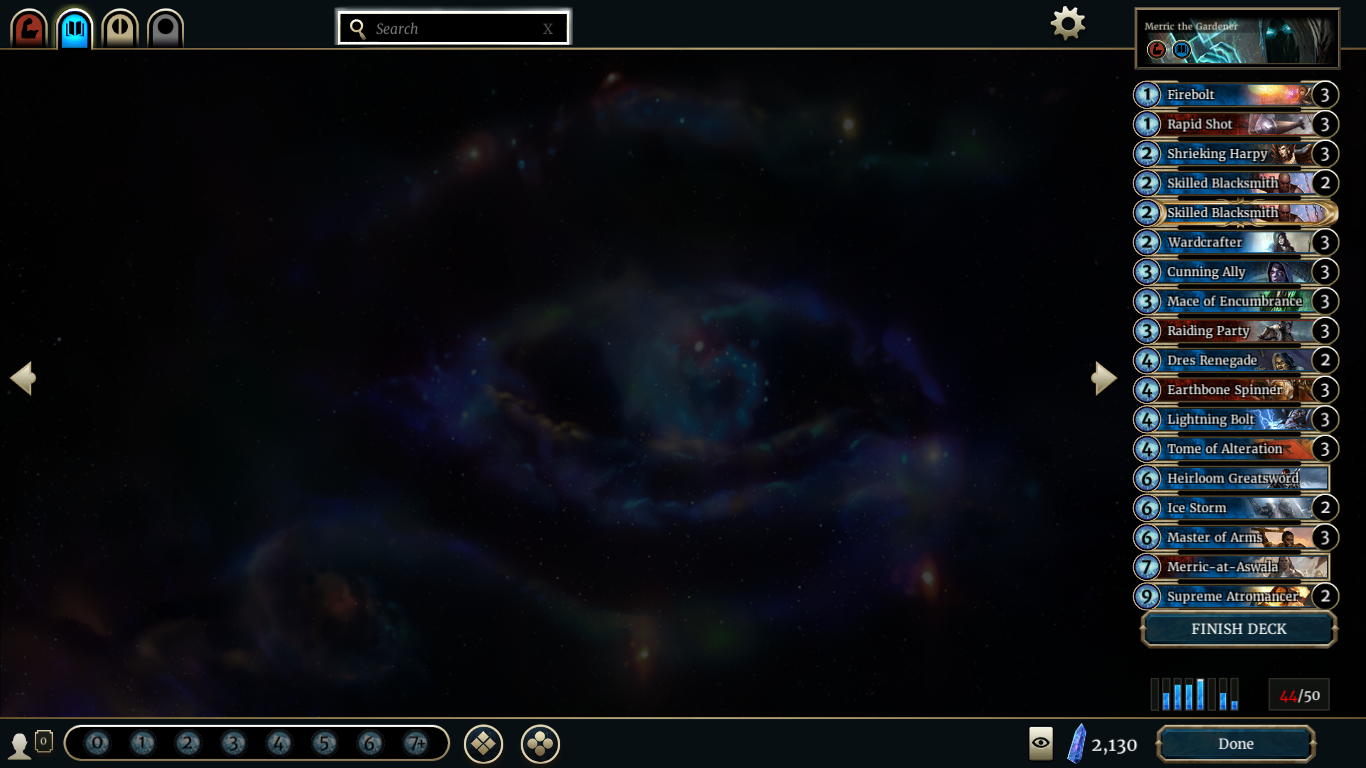 Search X
Merric the Gardener
1 Firebolt 3
1 Rapid Shot 3
2 Shrieking Harpy 3
2 Skilled Blacksmith 2
2 Skilled Blacksmith
2 Wardcrafter 3
3 Cunning Ally 3
3 Mace of Encumbrance 3
3 Raiding Party 3
4 Dres Renegade 2
4 Earthbone Spinner 3
4 Lightning Bolt 3
4 Tome of Alteration 3
6 Heirloom Greatsword
6 Ice Storm 2
6 Master of Arms 3
7 Merric-at-Aswala
9 Supreme Atromancer 2
FINISH DECK
44/50
0 0 1 2 3 4 5 6 7+ 2,130 Done